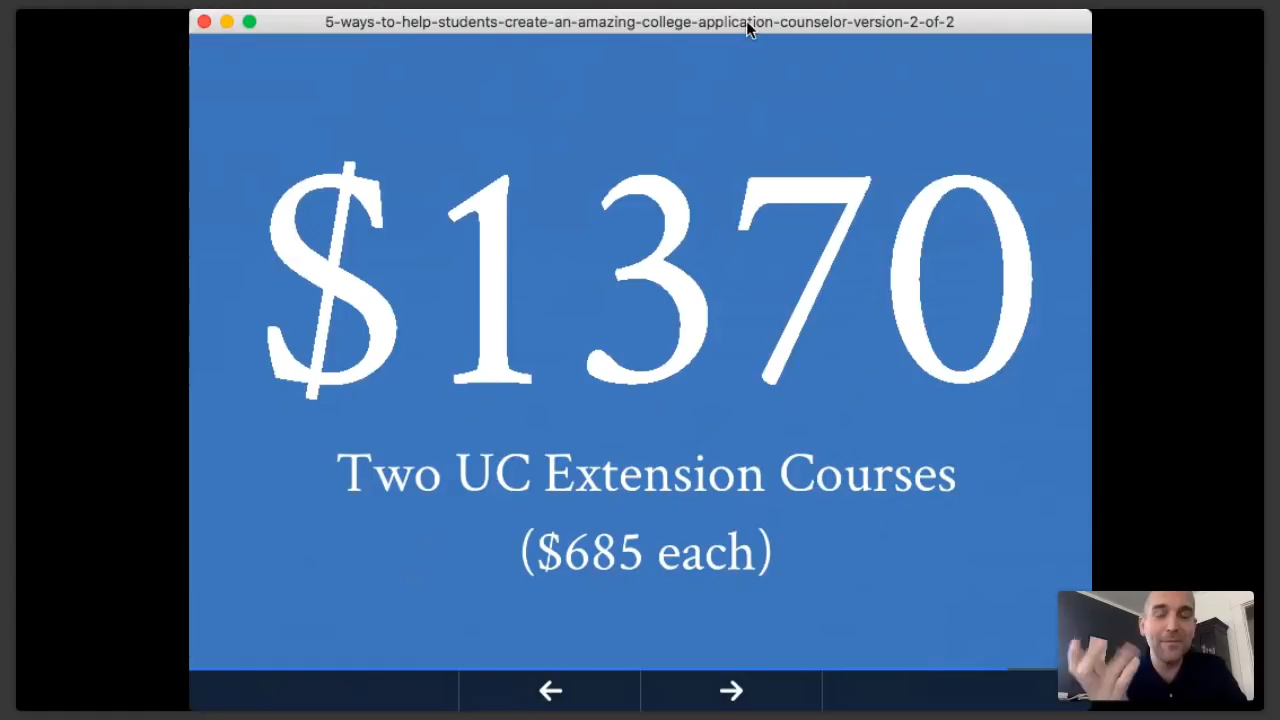 5-ways-to-help-students-create-an-amazing-college-application-counselor-version-2-of-2
$1370
Two UC Extension Courses
($685 each)